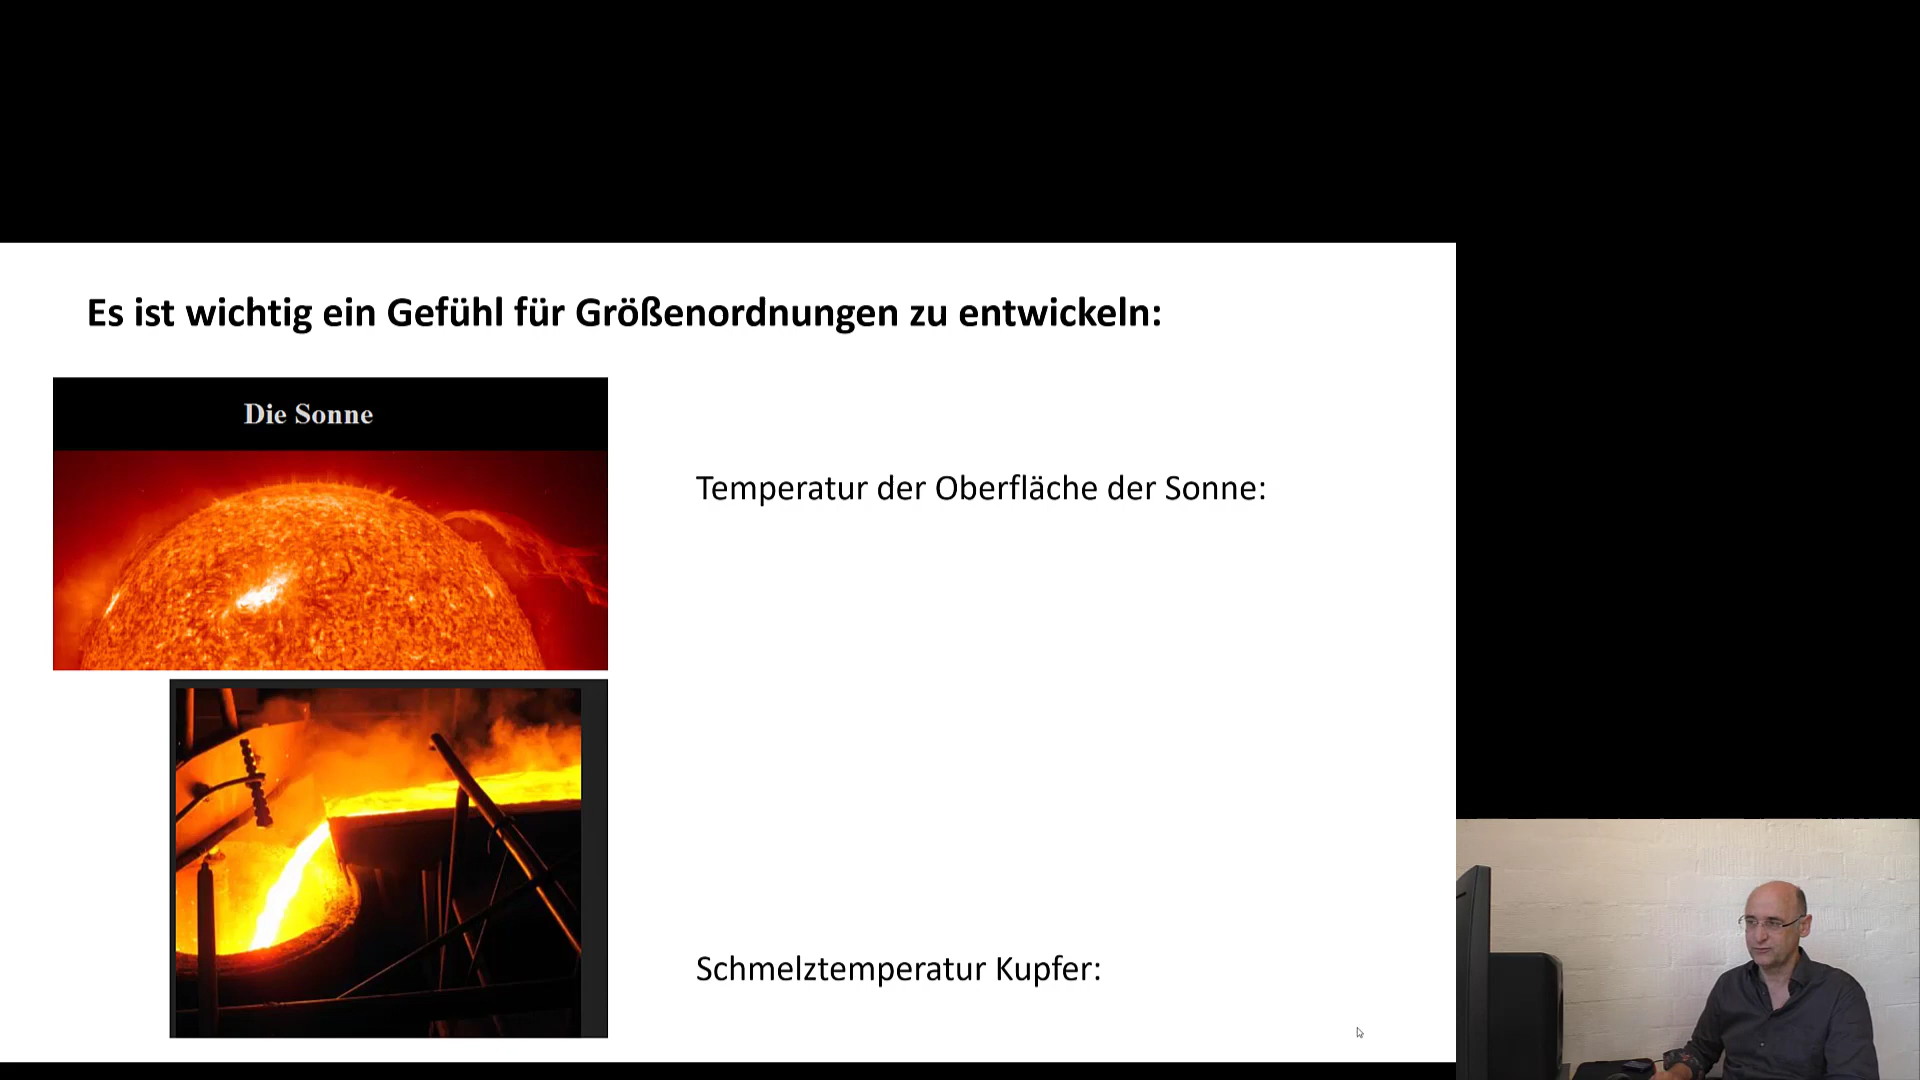 Es ist wichtig ein Gefühl für Größenordnungen zu entwickeln:
Die Sonne
Temperatur der Oberfläche der Sonne:
Schmelztemperatur Kupfer: